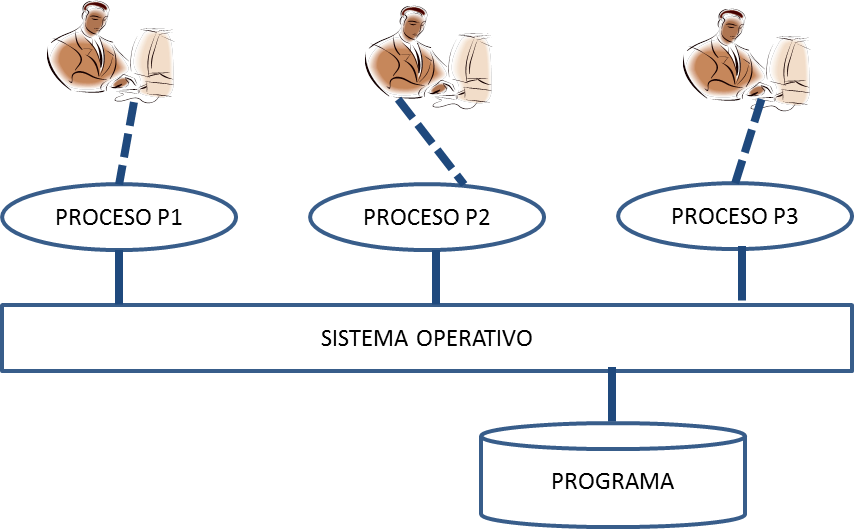 PROCESO P1
PROCESO P2
PROCESO P3
SISTEMA OPERATIVO
PROGRAMA